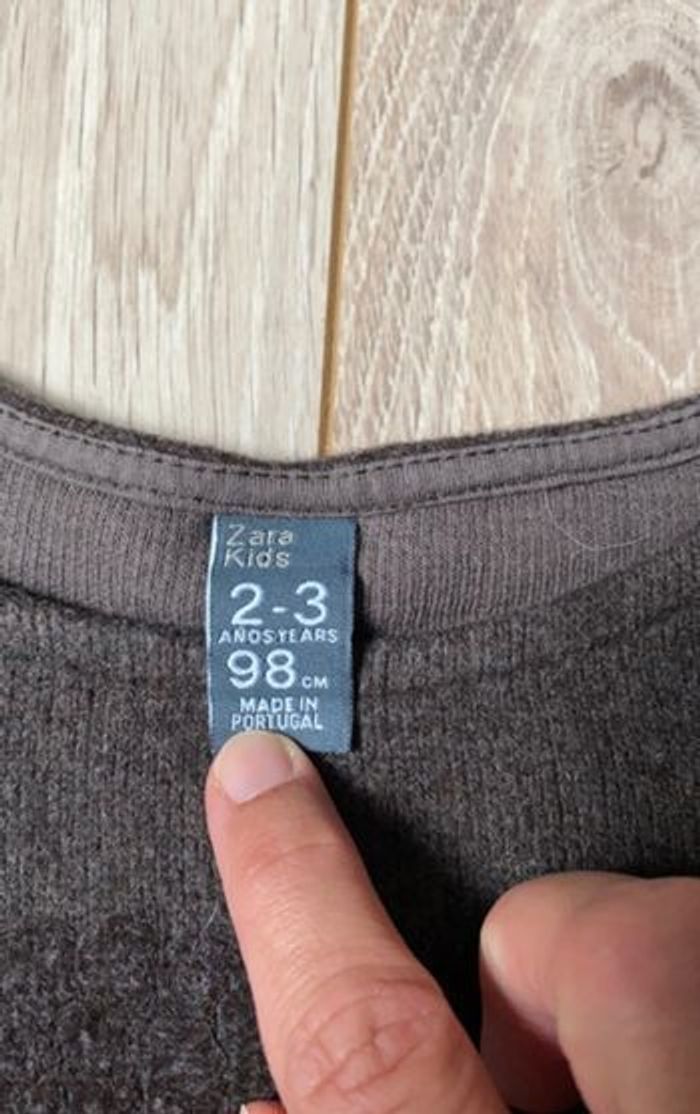 Zara
Kids
2-3
AÑOS YEARS
98 CM
MADE IN
PORTUGAL